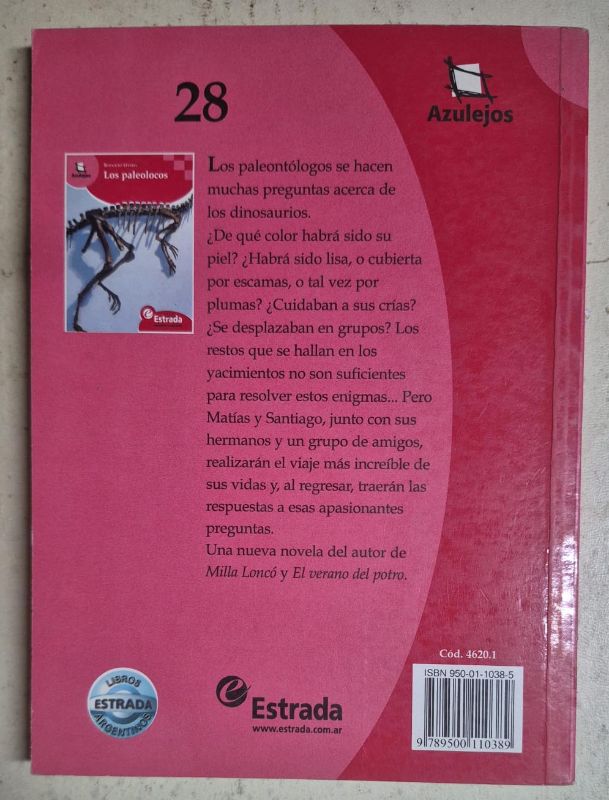 28
Azulejos
Azulejos
Los paleolocos
Estrada
Los paleontólogos se hacen
muchas preguntas acerca de
los dinosaurios.
¿De qué color habrá sido su
piel? ¿Habrá sido lisa, o cubierta
por escamas, o tal vez por
plumas? ¿Cuidaban a sus crías?
¿Se desplazaban en grupos? Los
restos que se hallan en los
yacimientos no son suficientes
para resolver estos enigmas... Pero
Matías y Santiago, junto con sus
hermanos y un grupo de amigos,
realizarán el viaje más increíble de
sus vidas y, al regresar, traerán las
respuestas a esas apasionantes
preguntas.
Una nueva novela del autor de
Milla Loncó y El verano del potro.
Cód. 4620.1
ISBN 950-01-1038-5
9 789500 110389
LIBROS
ESTRADA
ARGENTINOS
e Estrada
www.estrada.com.ar